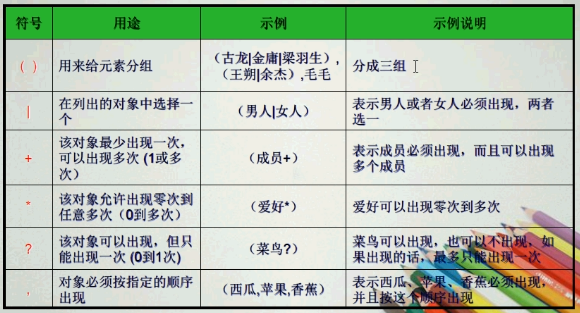 符号 用途 示例 示例说明
( ) 用来给元素分组 (古龙|金庸|梁羽生), 分成三组
(王朔|余杰),毛毛
| 在列出的对象中选择一 (男人|女人) 表示男人或者女人必须出现，两者
个 选一
+ 该对象最少出现一次， (成员+) 表示成员必须出现，而且可以出现
可以出现多次 (1或多 多个成员
次)
* 该对象允许出现零次到 (爱好*) 爱好可以出现零次到多次
任意多次（0到多次）
? 该对象可以出现，但只 (菜鸟?) 菜鸟可以出现，也可以不出现，如
能出现一次 (0到1次) 果出现的话，最多只能出现一次
, 对象必须按指定的顺序 (西瓜,苹果,香蕉) 表示西瓜、苹果、香蕉必须出现，
出现 并且按这个顺序出现